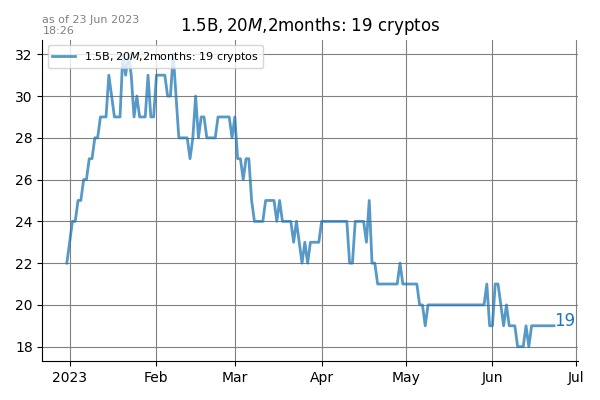 as of 23 Jun 2023
18:26
1.5B, 20M,2months: 19 cryptos
1.5B, 20M,2months: 19 cryptos
32
30
28
26
24
22
20
18
19
2023 Feb Mar Apr May Jun Jul